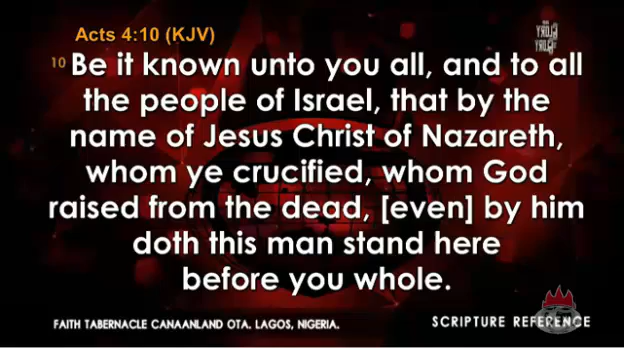 Acts 4:10 (KJV)
10 Be it known unto you all, and to all
the people of Israel, that by the
name of Jesus Christ of Nazareth,
whom ye crucified, whom God
raised from the dead, [even] by him
doth this man stand here
before you whole.
FAITH TABERNACLE CANAANLAND OTA. LAGOS, NIGERIA.
SCRIPTURE REFERENCE